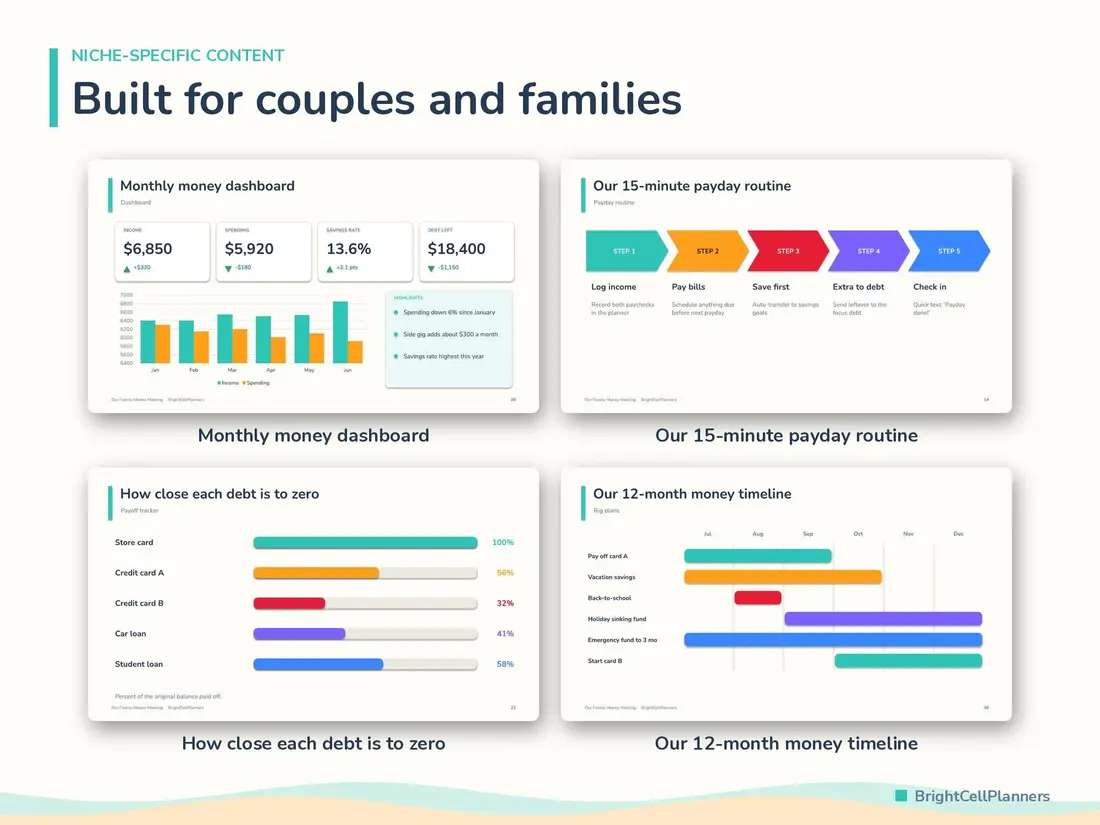 NICHE-SPECIFIC CONTENT
Built for couples and families
Monthly money dashboard
Dashboard
INCOME
$6,850
+$320
SPENDING
$5,920
-$180
SAVINGS RATE
13.6%
+2.1 pts
DEBT LEFT
$18,400
-$1,150
7000
6800
6600
6400
6200
6000
5800
5600
5400
Jan
Feb
Mar
Apr
May
Jun
Income
Spending
HIGHLIGHTS
Spending down 6% since January
Side gig adds about $300 a month
Savings rate highest this year
Our Family Money Meeting BrightCellPlanners
Monthly money dashboard
Our 15-minute payday routine
Payday routine
STEP 1
STEP 2
STEP 3
STEP 4
STEP 5
Log income
Record both paychecks
in the planner
Pay bills
Schedule anything due
before next payday
Save first
Auto-transfer to savings
goals
Extra to debt
Send leftover to the
focus debt
Check in
Quick text: 'Payday
done!'
Our Family Money Meeting BrightCellPlanners
14
Our 15-minute payday routine
How close each debt is to zero
Payoff tracker
Store card
100%
Credit card A
56%
Credit card B
32%
Car loan
41%
Student loan
58%
Percent of the original balance paid off.
Our Family Money Meeting BrightCellPlanners
How close each debt is to zero
Our 12-month money timeline
Big plans
Jul
Aug
Sep
Oct
Nov
Dec
Pay off card A
Vacation savings
Back-to-school
Holiday sinking fund
Emergency fund to 3 mo
Start card B
Our Family Money Meeting BrightCellPlanners
Our 12-month money timeline
BrightCellPlanners